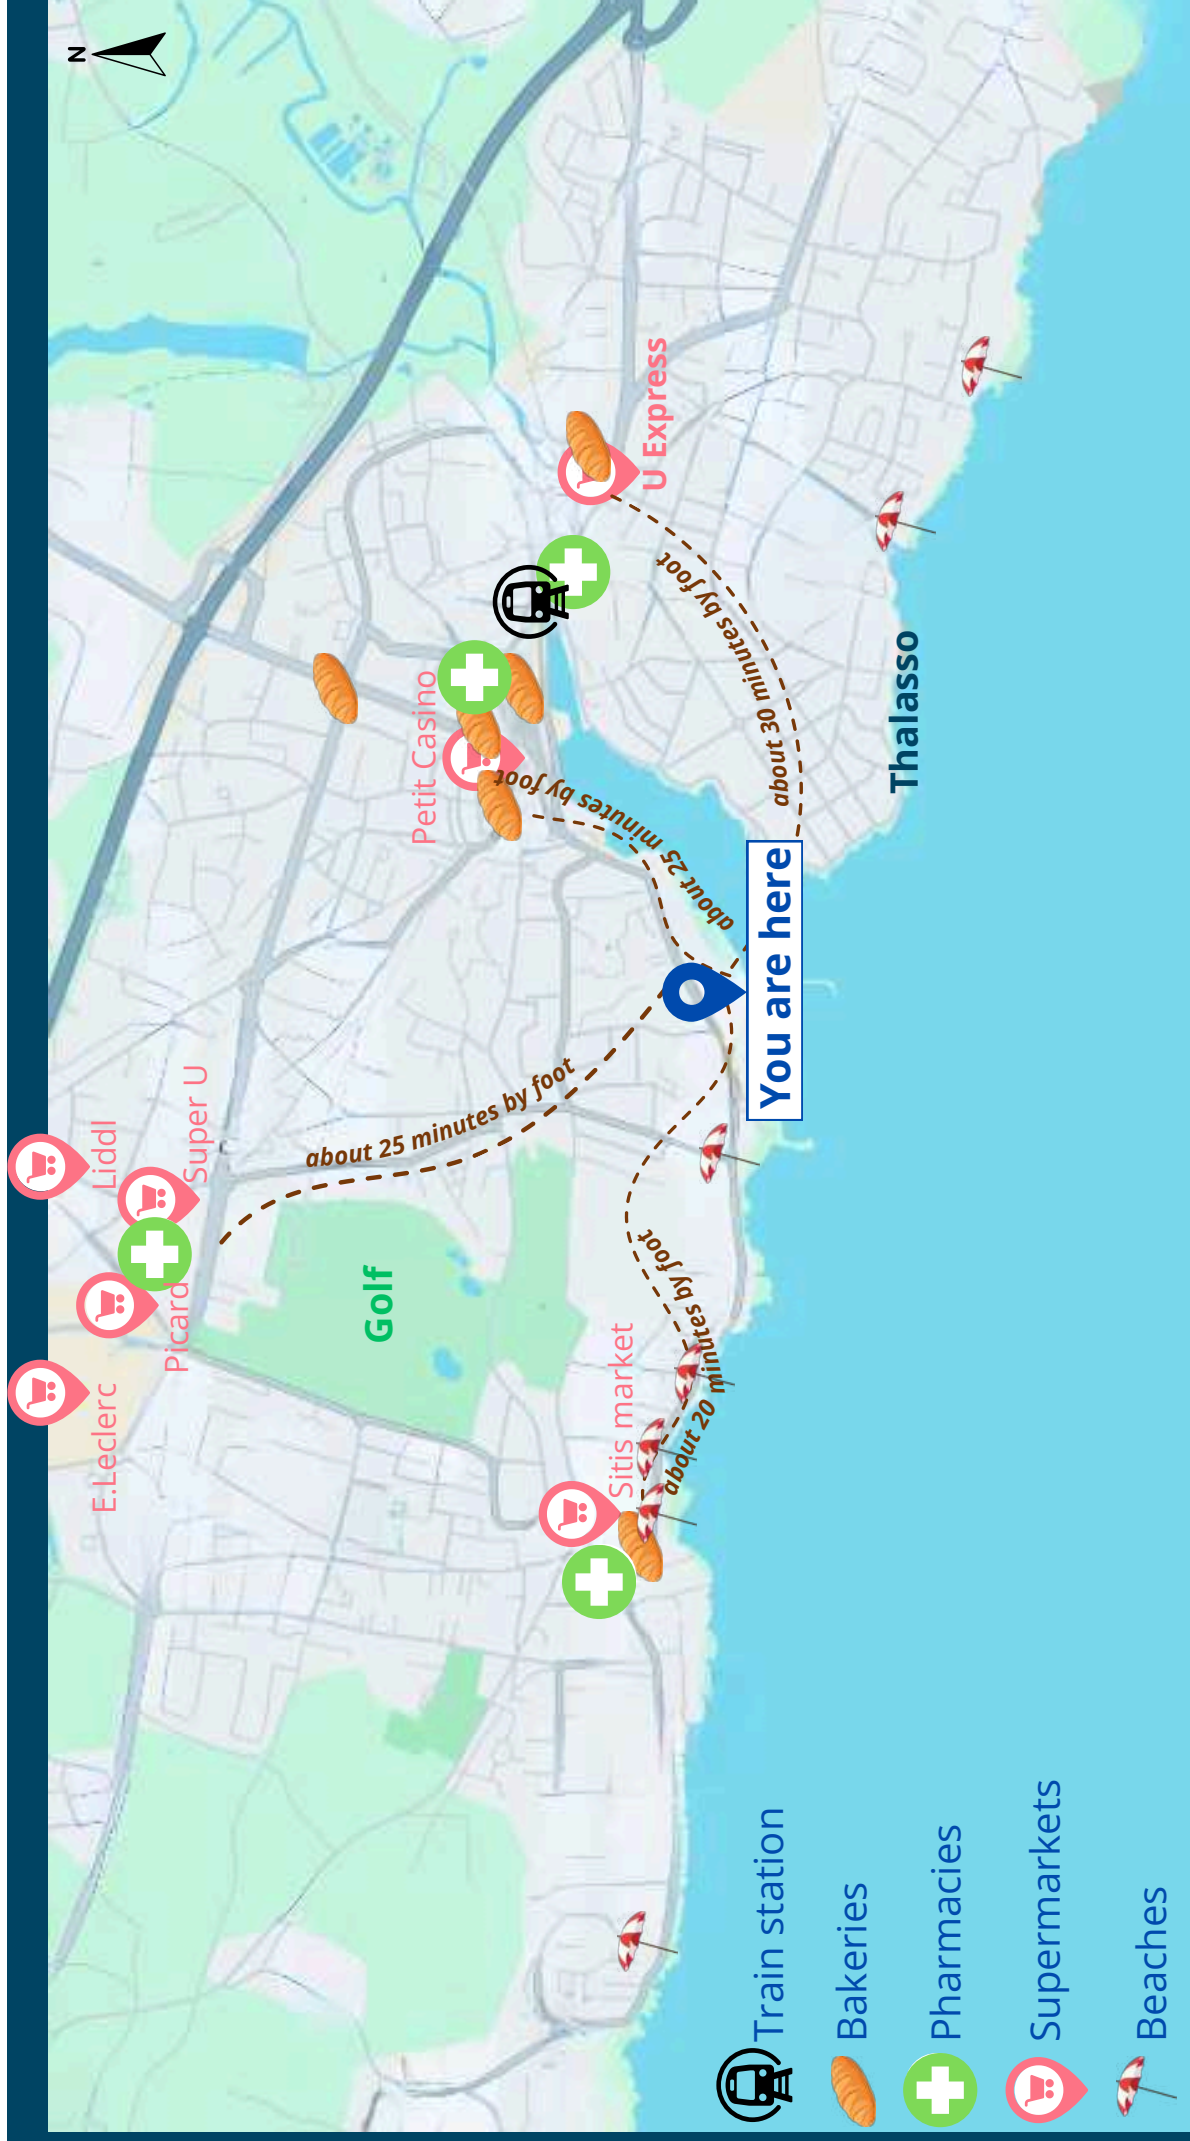 N
Liddl
Super U
Picard
E.Leclerc
Petit Casino
U Express
Golf
Sitis market
Thalasso
You are here
about 25 minutes by foot
about 25 minutes by foot
about 30 minutes by foot
about 20 minutes by foot
Train station
Bakeries
Pharmacies
Supermarkets
Beaches